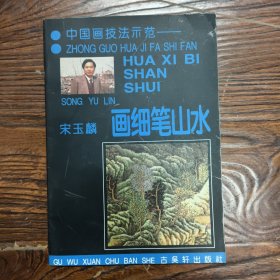 中国画技法示范——
ZHONG GUO HUA JI FA SHI FAN
HUA XI BI
SHAN
SHUI
SONG YU LIN
宋玉麟
画细笔山水
GU WU XUAN CHU BAN SHE 古吴轩出版社